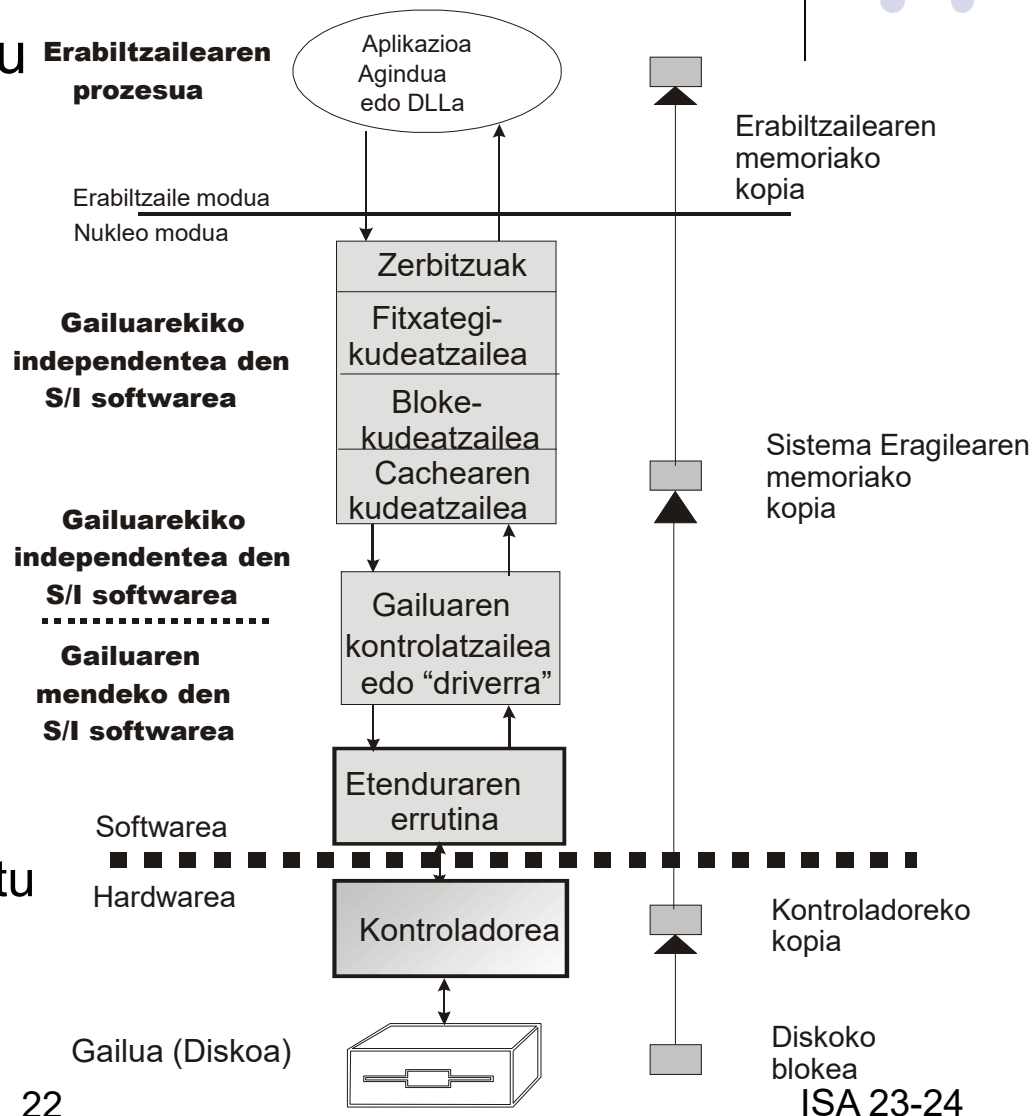 u
Erabiltzailearen
prozesua
Aplikazioa
Agindua
edo DLLa
Erabiltzailearen
memoriako
kopia
Erabiltzaile modua
Nukleo modua
Zerbitzuak
Fitxategi-
kudeatzailea
Bloke-
kudeatzailea
Cachearen
kudeatzailea
Gailuarekiko
independentea den
S/I softwarea
Sistema Eragilearen
memoriako
kopia
Gailuarekiko
independentea den
S/I softwarea
Gailuaren
mendeko den
S/I softwarea
Gailuaren
kontrolatzailea
edo “driverra”
Etenduraren
errutina
Softwarea
tu
Hardwarea
Kontroladorea
Kontroladoreko
kopia
Gailua (Diskoa)
Diskoko
blokea
22
ISA 23-24